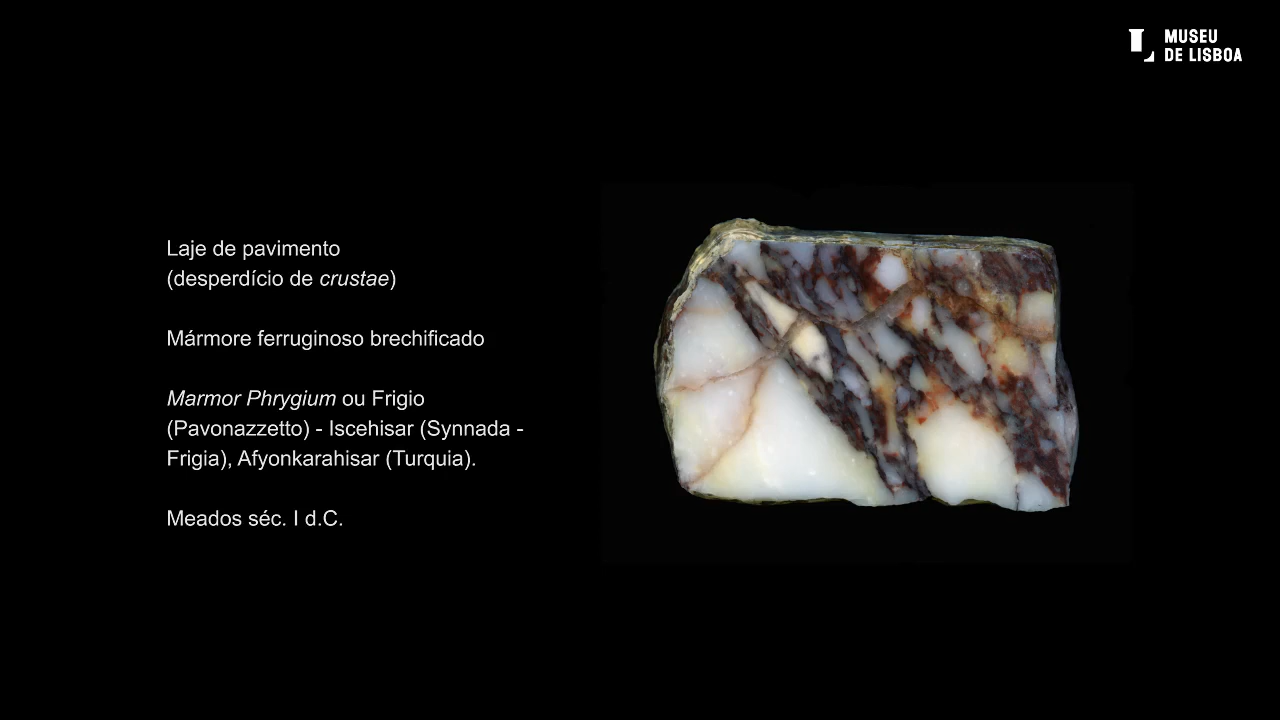 MUSEU
DE LISBOA
Laje de pavimento
(desperdício de crustae)
Mármore ferruginoso brechificado
Marmor Phrygium ou Frigio
(Pavonazzetto) - Iscehisar (Synnada -
Frigia), Afyonkarahisar (Turquia).
Meados séc. I d.C.